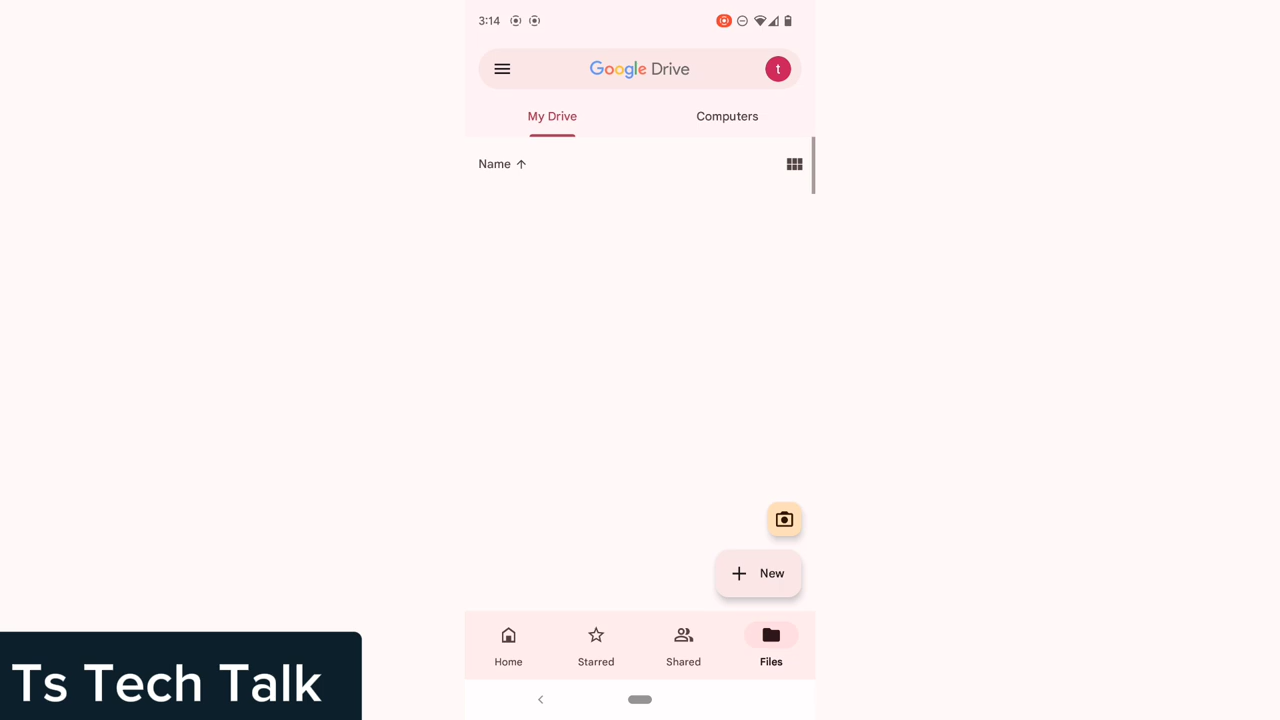 3:14
Google Drive
t
My Drive
Computers
Name
New
Home
Starred
Shared
Files
Ts Tech Talk